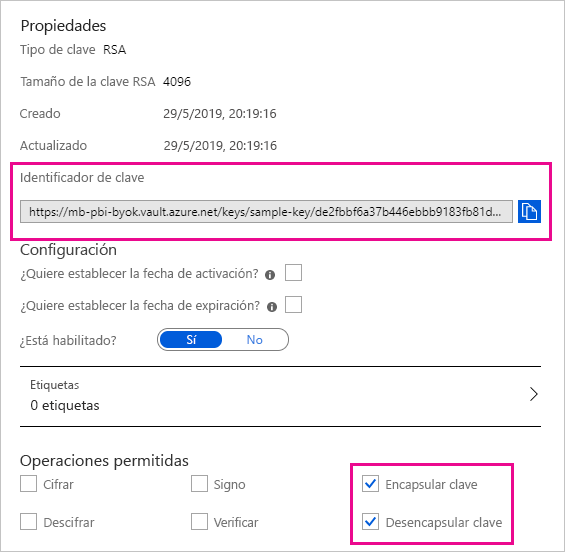 Propiedades
Tipo de clave RSA
Tamaño de la clave RSA 4096
Creado 29/5/2019, 20:19:16
Actualizado 29/5/2019, 20:19:16
Identificador de clave
https://mb-pbi-byok.vault.azure.net/keys/sample-key/de2fbbf6a37b446ebbb9183fb81d...
Configuración
¿Quiere establecer la fecha de activación?
¿Quiere establecer la fecha de expiración?
¿Está habilitado? Sí No
Etiquetas
0 etiquetas
Operaciones permitidas
Cifrar Signo Encapsular clave
Descifrar Verificar Desencapsular clave